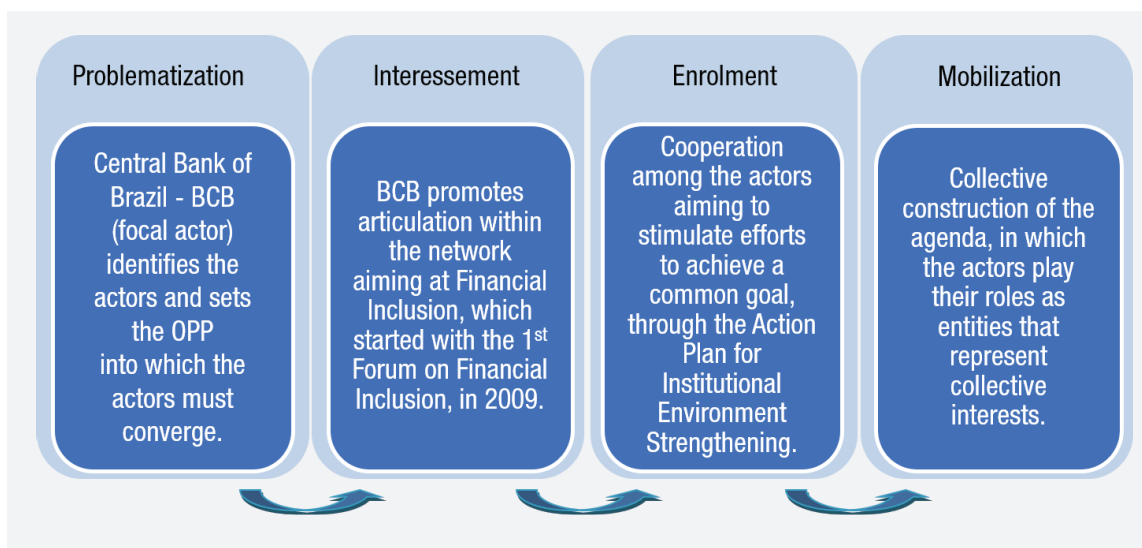 Problematization
Central Bank of
Brazil - BCB
(focal actor)
identifies the
actors and sets
the OPP
into which the
actors must
converge.
Interessement
BCB promotes
articulation within
the network
aiming at Financial
Inclusion, which
started with the 1st
Forum on Financial
Inclusion, in 2009.
Enrolment
Cooperation
among the actors
aiming to
stimulate efforts
to achieve a
common goal,
through the Action
Plan for
Institutional
Environment
Strengthening.
Mobilization
Collective
construction of the
agenda, in which
the actors play
their roles as
entities that
represent
collective
interests.